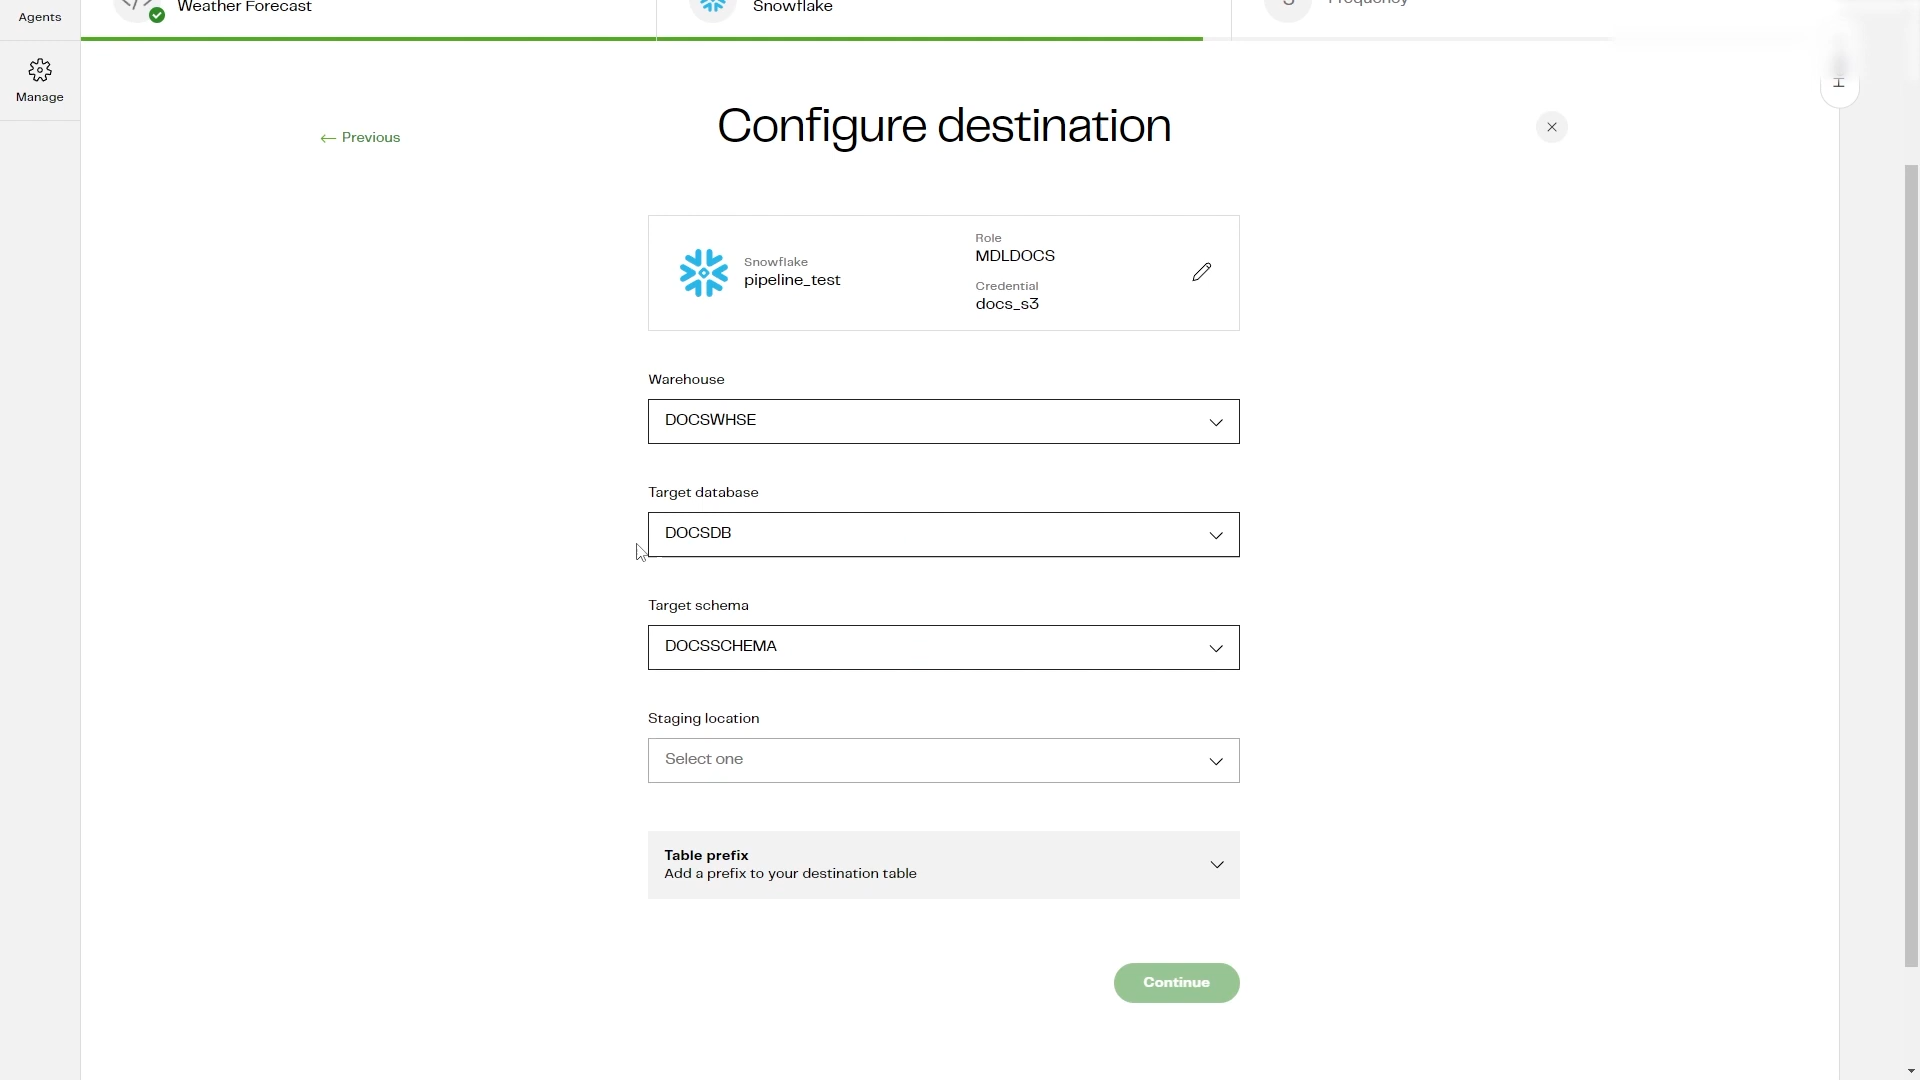 Agents
Weather Forecast
Snowflake
Frequency
Manage
← Previous
Configure destination
Snowflake
pipeline_test
Role
MDLDOCS
Credential
docs_s3
Warehouse
DOCSWHSE
Target database
DOCSDB
Target schema
DOCSSCHEMA
Staging location
Select one
Table prefix
Add a prefix to your destination table
Continue